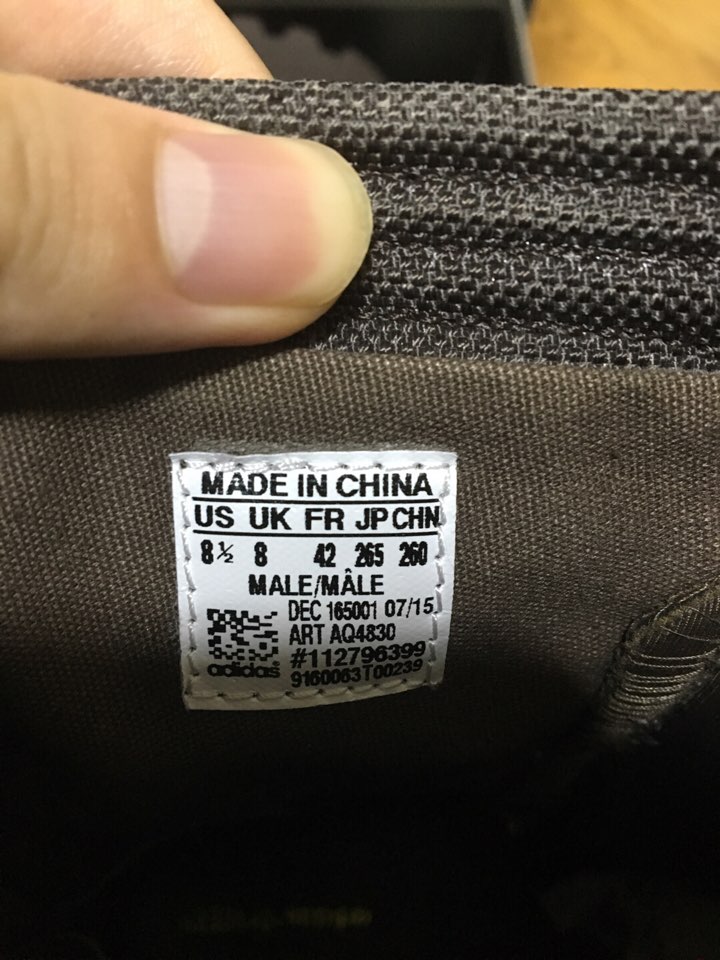 MADE IN CHINA
US UK FR JP CHN
8½ 8 42 265 260
MALE/MÂLE
DEC 165001 07/15
ART AQ4830
#112796399
adidas® 9160063T00239